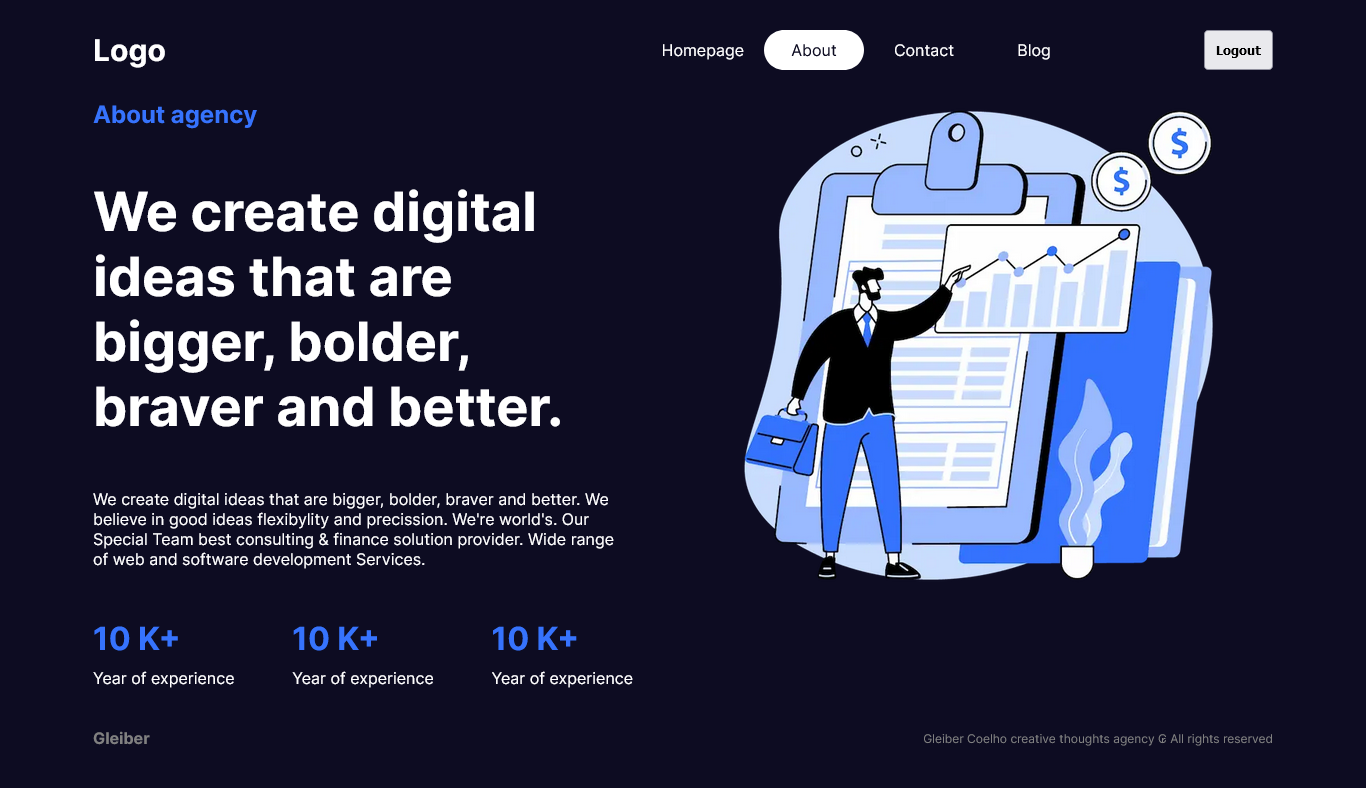 Logo
Homepage About Contact Blog Logout
About agency
$
$
We create digital
ideas that are
bigger, bolder,
braver and better.
We create digital ideas that are bigger, bolder, braver and better. We
believe in good ideas flexibylity and precission. We're world's. Our
Special Team best consulting & finance solution provider. Wide range
of web and software development Services.
10 K+ 10 K+ 10 K+
Year of experience Year of experience Year of experience
Gleiber
Gleiber Coelho creative thoughts agency ₢ All rights reserved